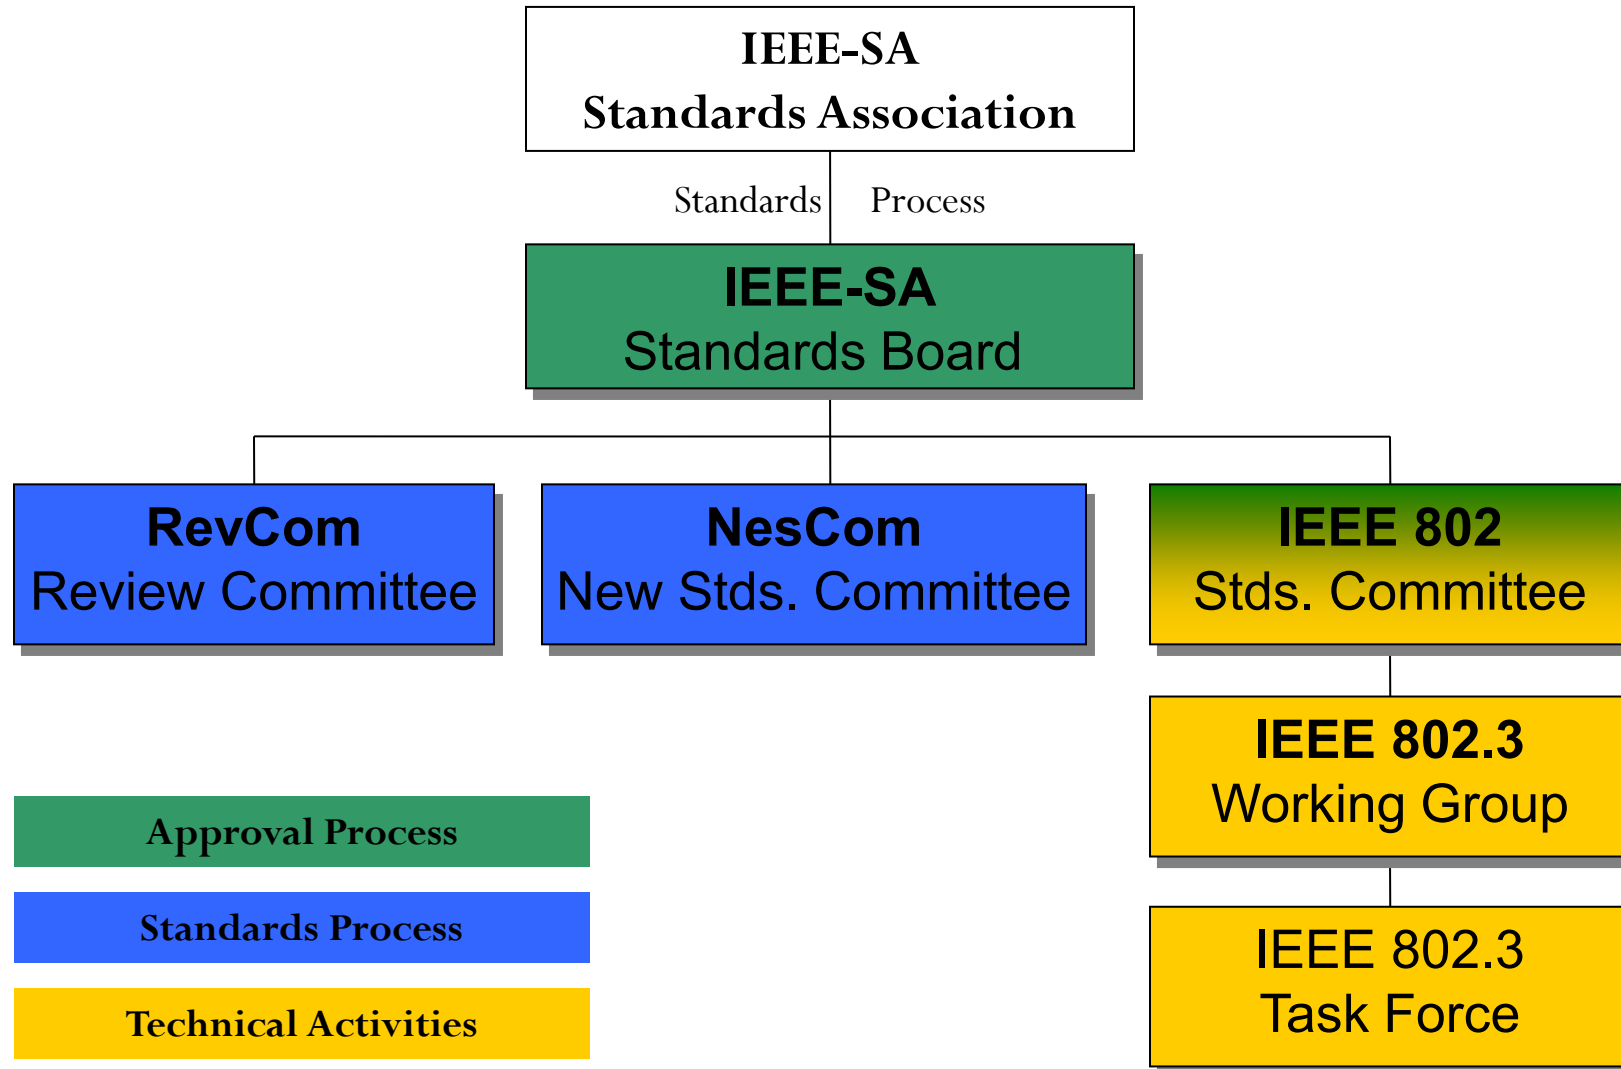 IEEE-SA
Standards Association
Standards Process
IEEE-SA
Standards Board
RevCom
Review Committee
NesCom
New Stds. Committee
IEEE 802
Stds. Committee
IEEE 802.3
Working Group
IEEE 802.3
Task Force
Approval Process
Standards Process
Technical Activities